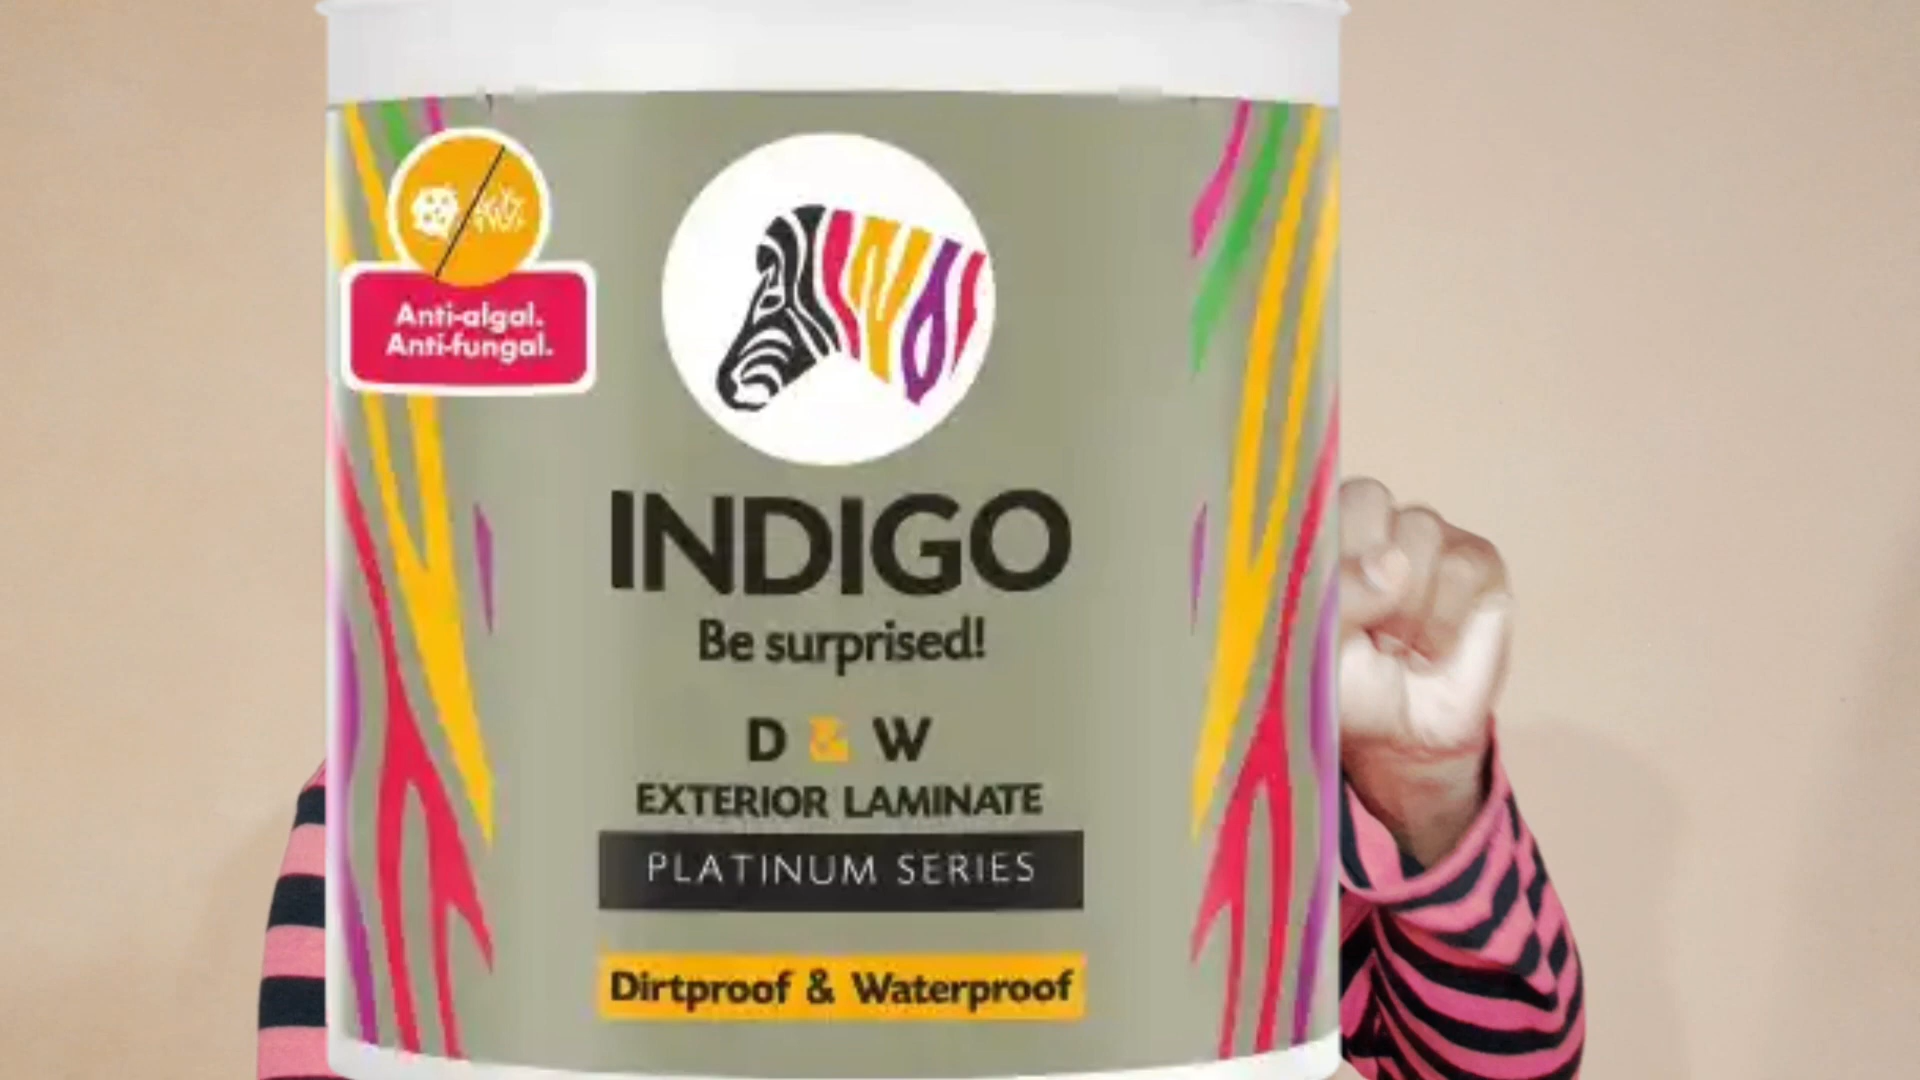 Anti-algal.
Anti-fungal.
INDIGO
Be surprised!
D & W
EXTERIOR LAMINATE
PLATINUM SERIES
Dirtproof & Waterproof